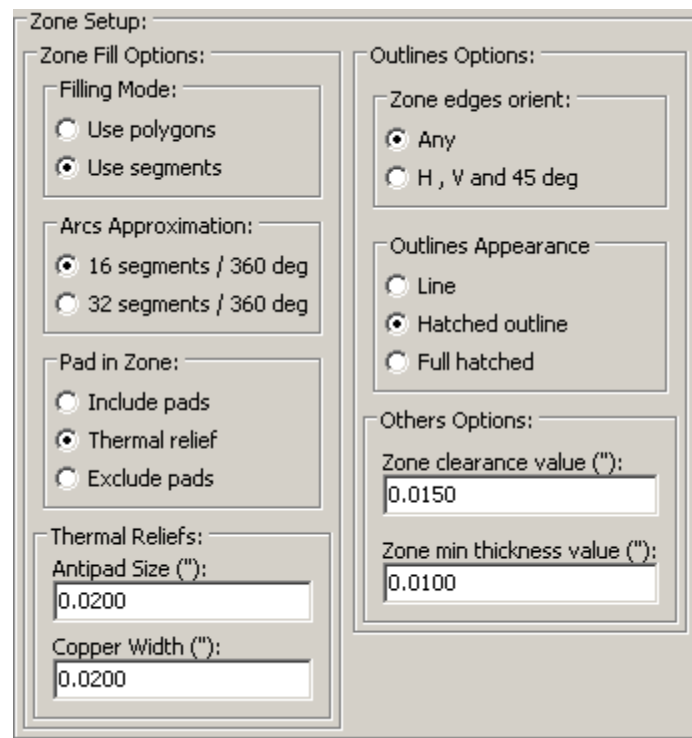 Zone Setup:
Zone Fill Options:
Filling Mode:
Use polygons
Use segments
Arcs Approximation:
16 segments / 360 deg
32 segments / 360 deg
Pad in Zone:
Include pads
Thermal relief
Exclude pads
Thermal Reliefs:
Antipad Size ("):
0.0200
Copper Width ("):
0.0200
Outlines Options:
Zone edges orient:
Any
H , V and 45 deg
Outlines Appearance
Line
Hatched outline
Full hatched
Others Options:
Zone clearance value ("):
0.0150
Zone min thickness value ("):
0.0100